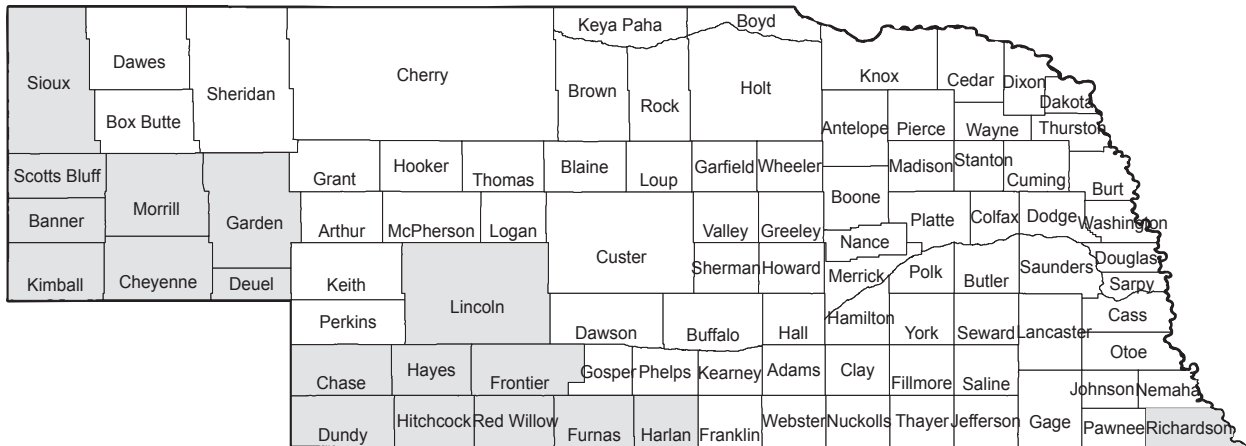 Keya Paha
Boyd
Dawes
Sioux
Cherry
Sheridan
Knox
Cedar
Dixon
Brown
Holt
Rock
Dakota
Box Butte
Antelope
Pierce
Wayne
Thurston
Scotts Bluff
Grant
Hooker
Thomas
Blaine
Loup
Garfield
Wheeler
Madison
Stanton
Cuming
Burt
Banner
Morrill
Garden
Arthur
McPherson
Logan
Valley
Greeley
Boone
Platte
Colfax
Dodge
Washington
Nance
Custer
Kimball
Cheyenne
Deuel
Keith
Sherman
Howard
Merrick
Polk
Butler
Saunders
Douglas
Sarpy
Lincoln
Perkins
Dawson
Buffalo
Hall
Hamilton
York
Seward
Lancaster
Cass
Otoe
Chase
Hayes
Frontier
Gosper
Phelps
Kearney
Adams
Clay
Fillmore
Saline
Johnson
Nemaha
Dundy
Hitchcock
Red Willow
Furnas
Harlan
Franklin
Webster
Nuckolls
Thayer
Jefferson
Gage
Pawnee
Richardson